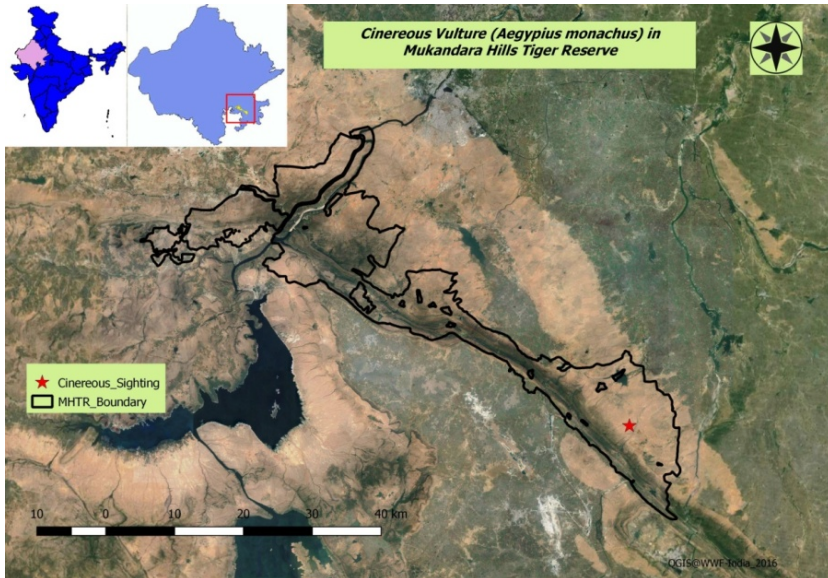 Cinereous Vulture (Aegypius monachus) in
Mukandara Hills Tiger Reserve
Cinereous_Sighting
MHTR_Boundary
10 0 10 20 30 40 km
QGIS©WWF-India_2016